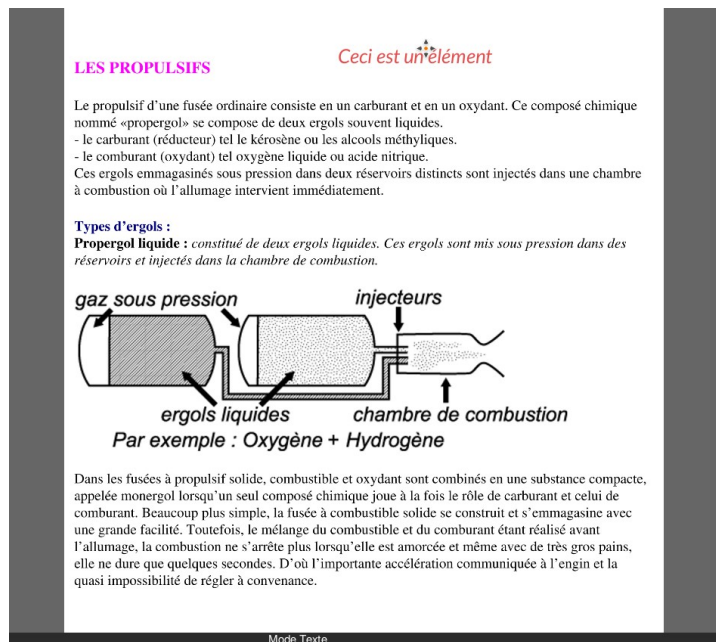 Ceci est un élément
LES PROPULSIFS
Le propulsif d’une fusée ordinaire consiste en un carburant et en un oxydant. Ce composé chimique
nommé «propergol» se compose de deux ergols souvent liquides.
- le carburant (réducteur) tel le kérosène ou les alcools méthyliques.
- le comburant (oxydant) tel oxygène liquide ou acide nitrique.
Ces ergols emmagasinés sous pression dans deux réservoirs distincts sont injectés dans une chambre
à combustion où l’allumage intervient immédiatement.
Types d’ergols :
Propergol liquide : constitué de deux ergols liquides. Ces ergols sont mis sous pression dans des
réservoirs et injectés dans la chambre de combustion.
gaz sous pression
injecteurs
ergols liquides
chambre de combustion
Par exemple : Oxygène + Hydrogène
Dans les fusées à propulsif solide, combustible et oxydant sont combinés en une substance compacte,
appelée monergol lorsqu’un seul composé chimique joue à la fois le rôle de carburant et celui de
comburant. Beaucoup plus simple, la fusée à combustible solide se construit et s’emmagasine avec
une grande facilité. Toutefois, le mélange du combustible et du comburant étant réalisé avant
l’allumage, la combustion ne s’arrête plus lorsqu’elle est amorcée et même avec de très gros pains,
elle ne dure que quelques secondes. D’où l’importante accélération communiquée à l’engin et la
quasi impossibilité de régler à convenance.
Mode Texte